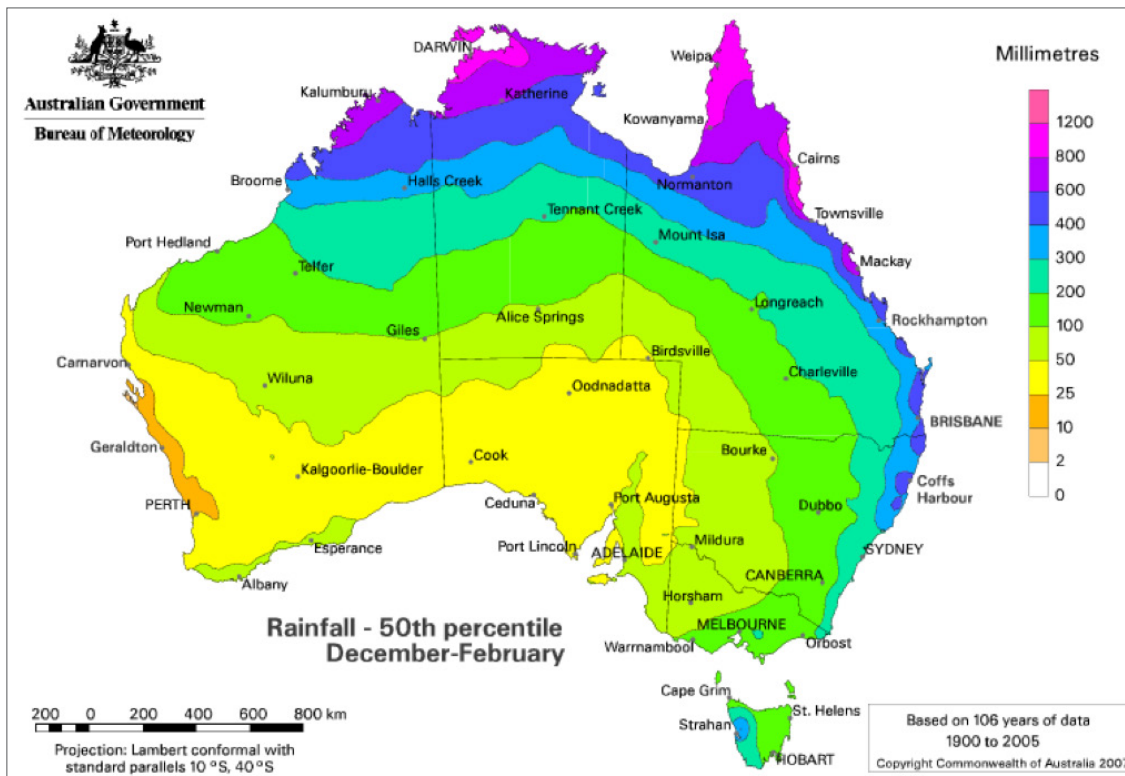 Australian Government
Bureau of Meteorology
DARWIN
Weipa
Millimetres
Kalumburu
Katherine
Kowanyama
1200
800
600
400
300
200
100
50
25
10
2
0
Cairns
Broome
Halls Creek
Normanton
Tennant Creek
Townsville
Port Hedland
Mount Isa
Mackay
Telfer
Newman
Longreach
Giles
Alice Springs
Rockhampton
Carnarvon
Birdsville
Wiluna
Oodnadatta
Charleville
BRISBANE
Geraldton
Kalgoorlie-Boulder
Cook
Bourke
Coffs
Harbour
PERTH
Ceduna
Port Augusta
Dubbo
Esperance
Port Lincoln
ADELAIDE
Mildura
SYDNEY
Albany
CANBERRA
Horsham
Rainfall - 50th percentile
December-February
MELBOURNE
Warrnambool
Orbost
Cape Grim
St. Helens
Strahan
HOBART
200 0 200 400 600 800 km
Projection: Lambert conformal with
standard parallels 10 °S, 40 °S
Based on 106 years of data
1900 to 2005
Copyright Commonwealth of Australia 2007